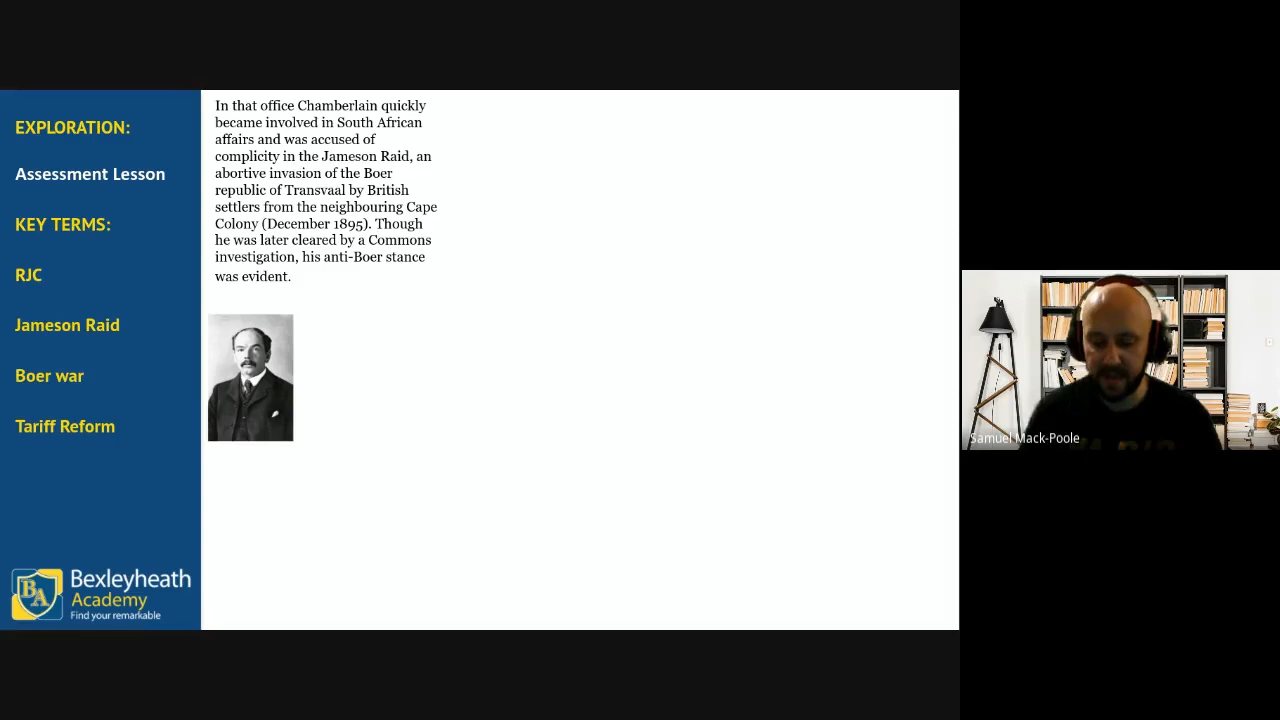 EXPLORATION:
Assessment Lesson
KEY TERMS:
RJC
Jameson Raid
Boer war
Tariff Reform
BA
Bexleyheath
Academy
Find your remarkable
In that office Chamberlain quickly
became involved in South African
affairs and was accused of
complicity in the Jameson Raid, an
abortive invasion of the Boer
republic of Transvaal by British
settlers from the neighbouring Cape
Colony (December 1895). Though
he was later cleared by a Commons
investigation, his anti-Boer stance
was evident.
Samuel Mack-Poole